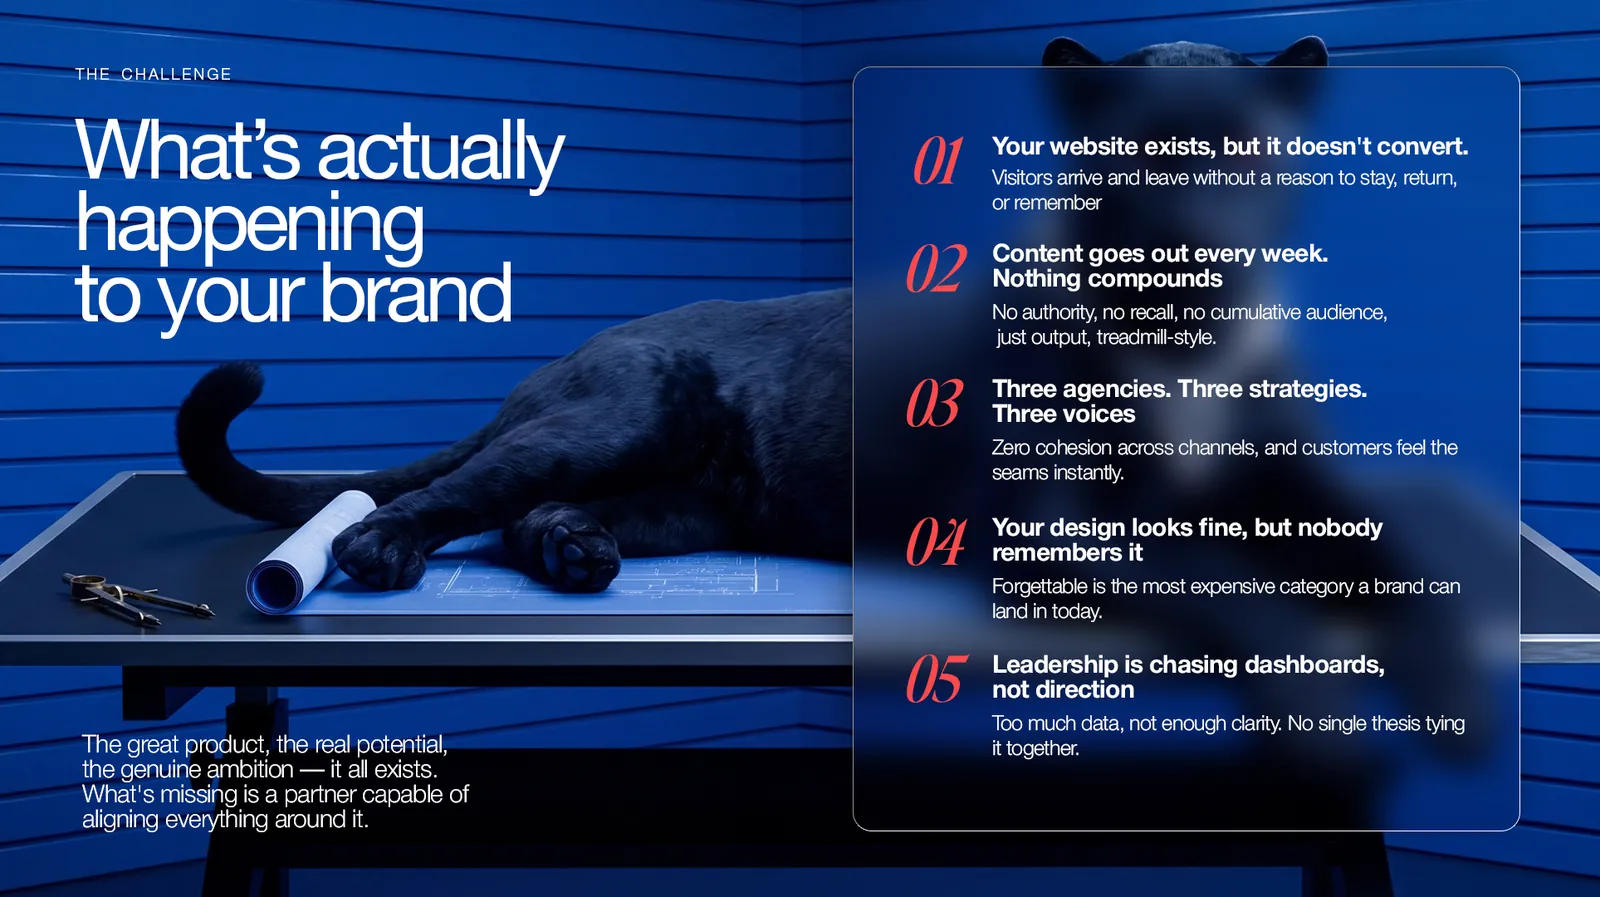 THE CHALLENGE
What’s actually
happening
to your brand
The great product, the real potential,
the genuine ambition — it all exists.
What's missing is a partner capable of
aligning everything around it.
01
Your website exists, but it doesn't convert.
Visitors arrive and leave without a reason to stay, return,
or remember
02
Content goes out every week.
Nothing compounds
No authority, no recall, no cumulative audience,
just output, treadmill-style.
03
Three agencies. Three strategies.
Three voices
Zero cohesion across channels, and customers feel the
seams instantly.
04
Your design looks fine, but nobody
remembers it
Forgettable is the most expensive category a brand can
land in today.
05
Leadership is chasing dashboards,
not direction
Too much data, not enough clarity. No single thesis tying
it together.